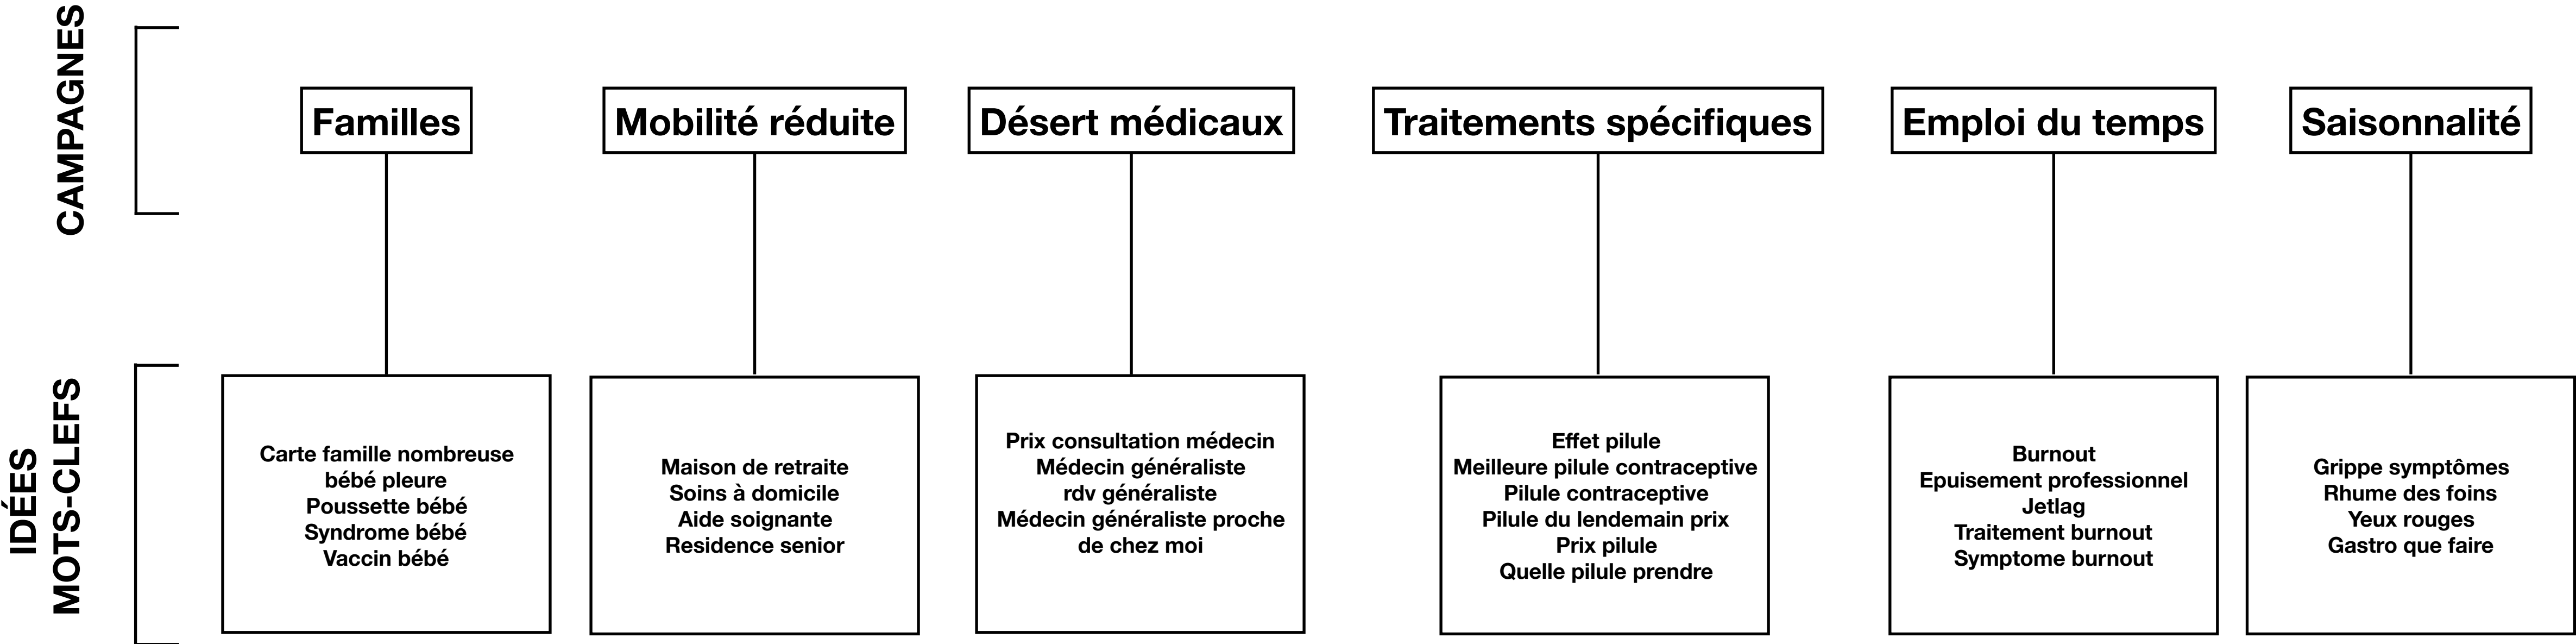 CAMPAGNES
Familles
Mobilité réduite
Désert médicaux
Traitements spécifiques
Emploi du temps
Saisonnalité
IDÉES
MOTS-CLEFS
Carte famille nombreuse
bébé pleure
Poussette bébé
Syndrome bébé
Vaccin bébé
Maison de retraite
Soins à domicile
Aide soignante
Residence senior
Prix consultation médecin
Médecin généraliste
rdv généraliste
Médecin généraliste proche
de chez moi
Effet pilule
Meilleure pilule contraceptive
Pilule contraceptive
Pilule du lendemain prix
Prix pilule
Quelle pilule prendre
Burnout
Epuisement professionnel
Jetlag
Traitement burnout
Symptome burnout
Grippe symptômes
Rhume des foins
Yeux rouges
Gastro que faire